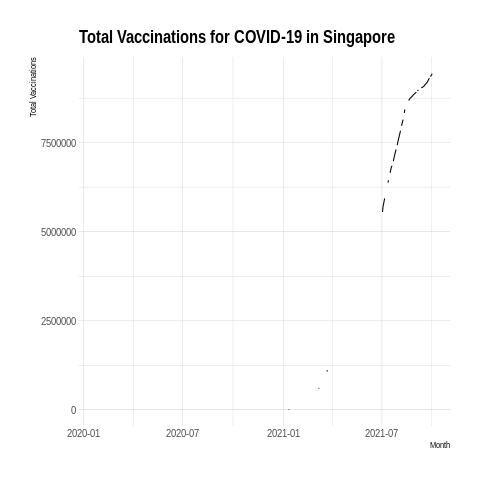 Total Vaccinations for COVID-19 in Singapore
Total Vaccinations
7500000
5000000
2500000
0
2020-01 2020-07 2021-01 2021-07
Month